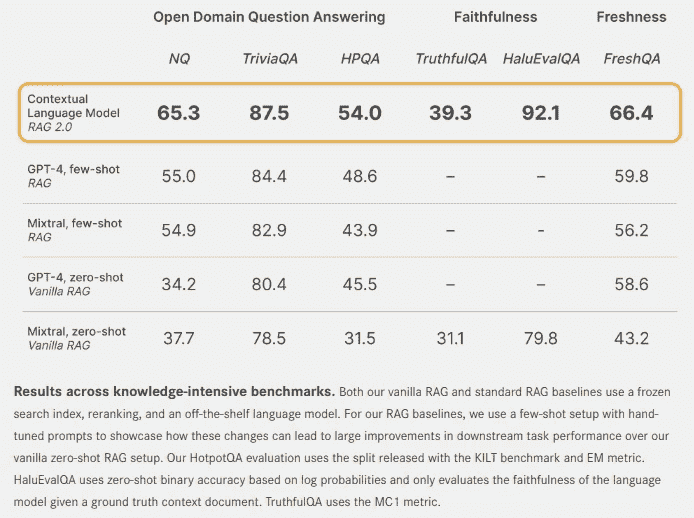 Open Domain Question Answering Faithfulness Freshness
NQ TriviaQA HPQA TruthfulQA HaluEvalQA FreshQA
Contextual
Language Model
RAG 2.0
65.3 87.5 54.0 39.3 92.1 66.4
GPT-4, few-shot
RAG
55.0 84.4 48.6 – – 59.8
Mixtral, few-shot
RAG
54.9 82.9 43.9 – - 56.2
GPT-4, zero-shot
Vanilla RAG
34.2 80.4 45.5 – – 58.6
Mixtral, zero-shot
Vanilla RAG
37.7 78.5 31.5 31.1 79.8 43.2
Results across knowledge-intensive benchmarks. Both our vanilla RAG and standard RAG baselines use a frozen
search index, reranking, and an off-the-shelf language model. For our RAG baselines, we use a few-shot setup with hand-
tuned prompts to showcase how these changes can lead to large improvements in downstream task performance over our
vanilla zero-shot RAG setup. Our HotpotQA evaluation uses the split released with the KILT benchmark and EM metric.
HaluEvalQA uses zero-shot binary accuracy based on log probabilities and only evaluates the faithfulness of the language
model given a ground truth context document. TruthfulQA uses the MC1 metric.